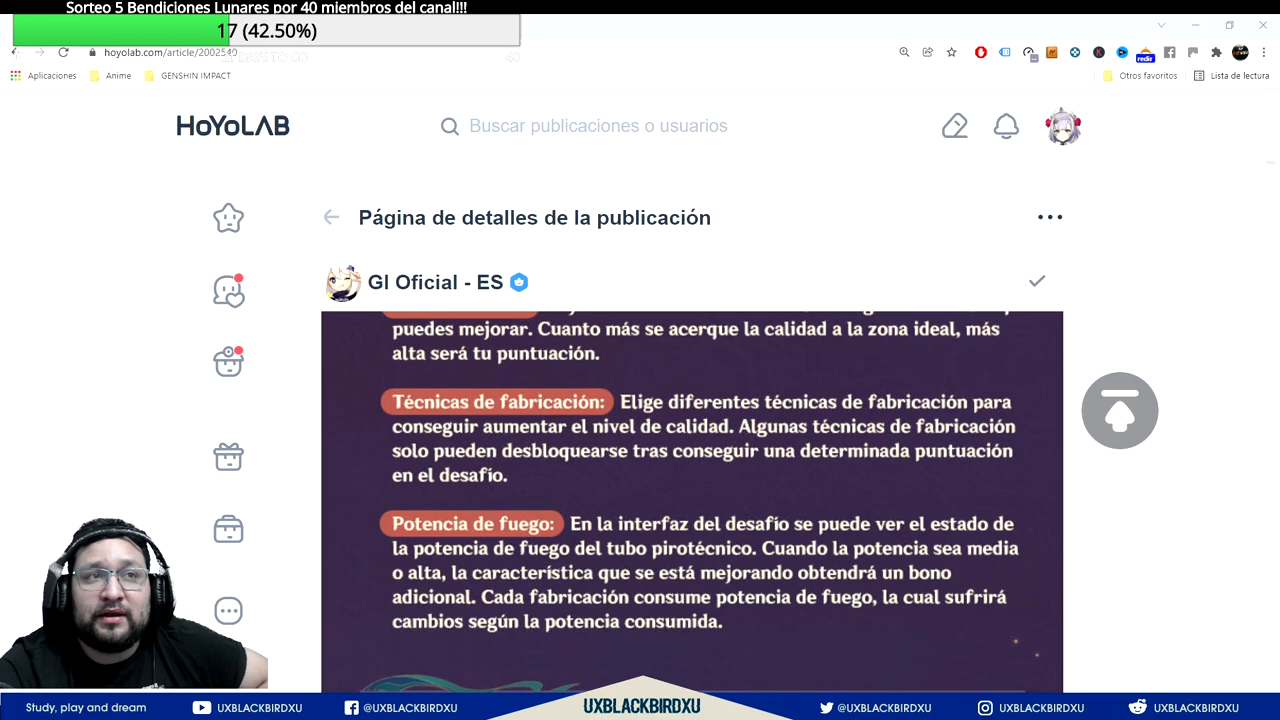 Sorteo 5 Bendiciones Lunares por 40 miembros del canal!!!
17 (42.50%)
hoyolab.com/article/2002540
40
redir
Aplicaciones
Anime
GENSHIN IMPACT
Otros favoritos
Lista de lectura
HoYoLAB
Buscar publicaciones o usuarios
Página de detalles de la publicación
GI Oficial - ES
puedes mejorar. Cuanto más se acerque la calidad a la zona ideal, más
alta será tu puntuación.
Técnicas de fabricación: Elige diferentes técnicas de fabricación para
conseguir aumentar el nivel de calidad. Algunas técnicas de fabricación
solo pueden desbloquearse tras conseguir una determinada puntuación
en el desafío.
Potencia de fuego: En la interfaz del desafío se puede ver el estado de
la potencia de fuego del tubo pirotécnico. Cuando la potencia sea media
o alta, la característica que se está mejorando obtendrá un bono
adicional. Cada fabricación consume potencia de fuego, la cual sufrirá
cambios según la potencia consumida.
Study, play and dream
UXBLACKBIRDXU
@UXBLACKBIRDXU
UXBLACKBIRDXU
@UXBLACKBIRDXU
UXBLACKBIRDXU
UXBLACKBIRDXU